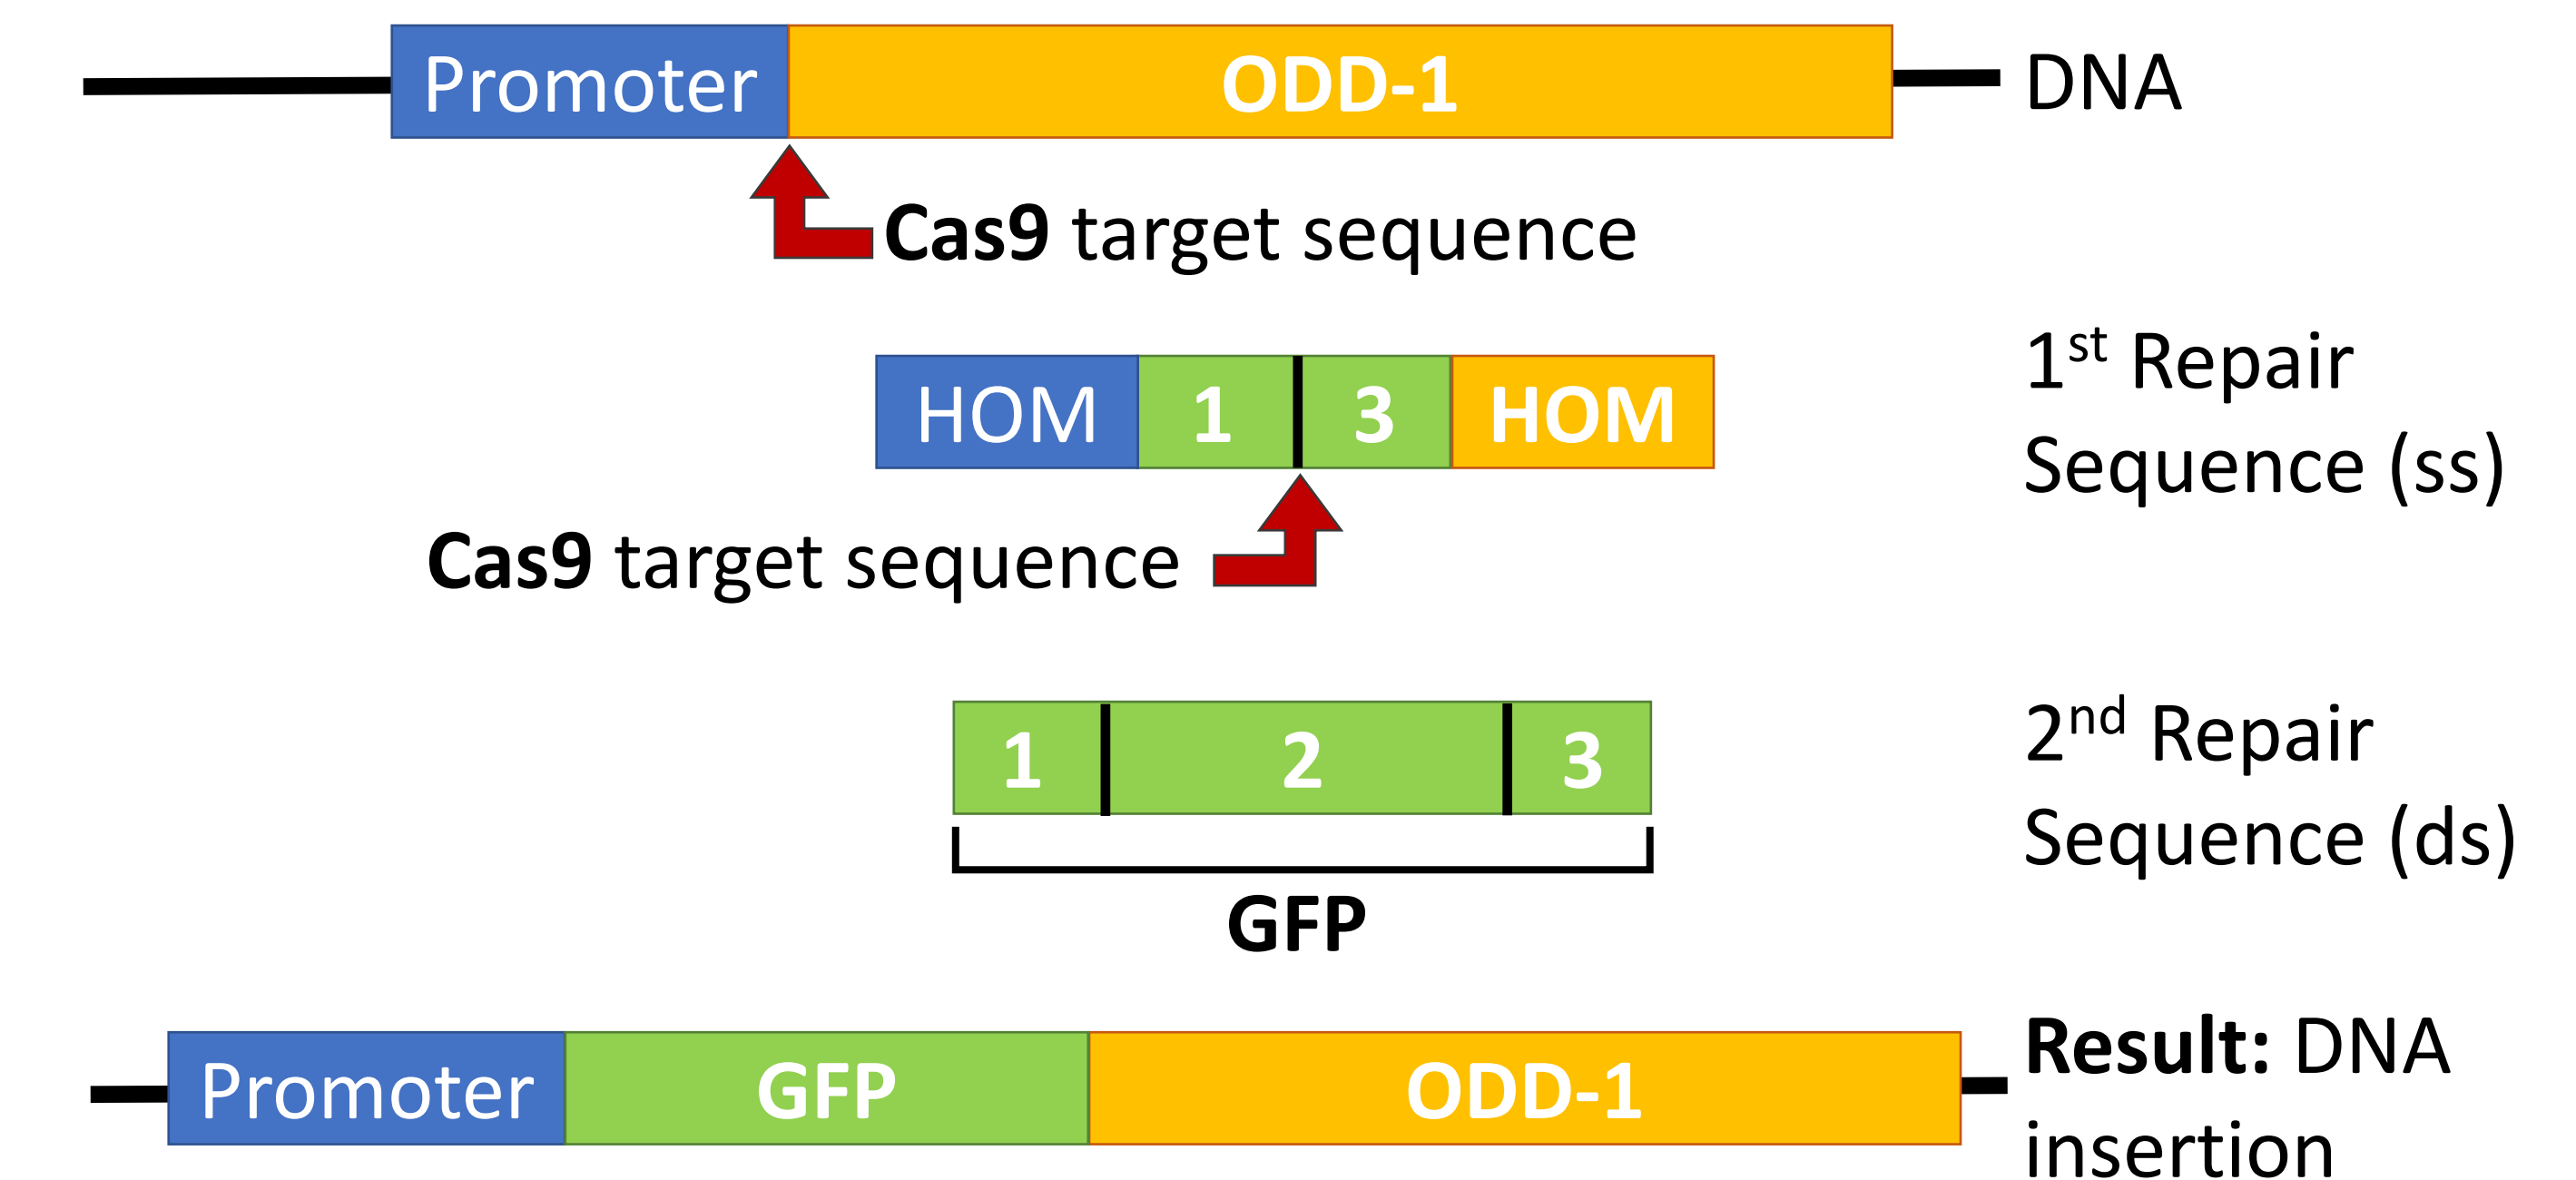 Promoter ODD-1 DNA
Cas9 target sequence
HOM 1 3 HOM 1st Repair
Sequence (ss)
Cas9 target sequence
1 2 3 2nd Repair
Sequence (ds)
GFP
Promoter GFP ODD-1 Result: DNA
insertion